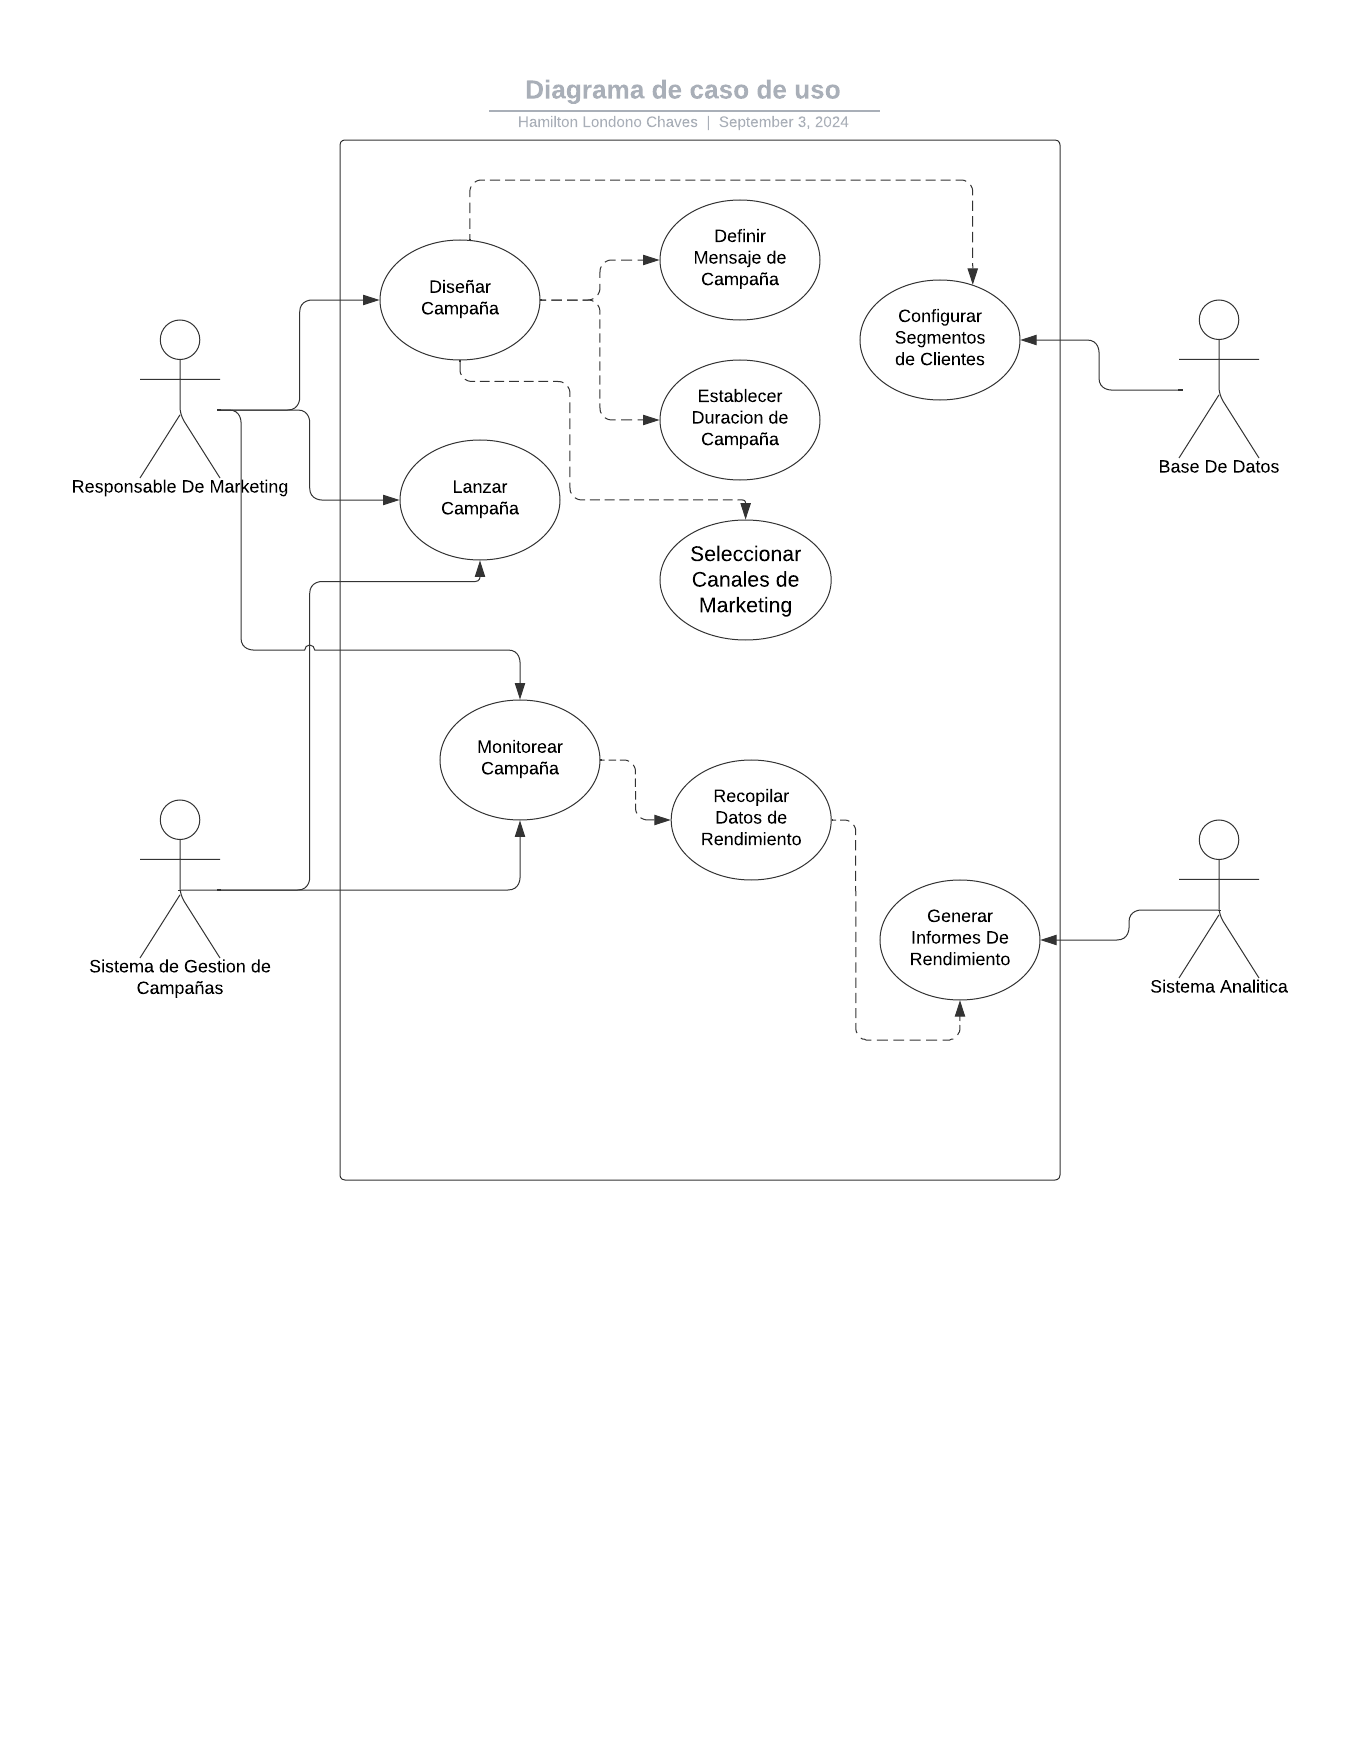 Diagrama de caso de uso
Hamilton Londono Chaves | September 3, 2024
Definir
Mensaje de
Campaña
Diseñar
Campaña
Configurar
Segmentos
de Clientes
Establecer
Duracion de
Campaña
Base De Datos
Responsable De Marketing
Lanzar
Campaña
Seleccionar
Canales de
Marketing
Monitorear
Campaña
Recopilar
Datos de
Rendimiento
Generar
Informes De
Rendimiento
Sistema de Gestion de
Campañas
Sistema Analitica